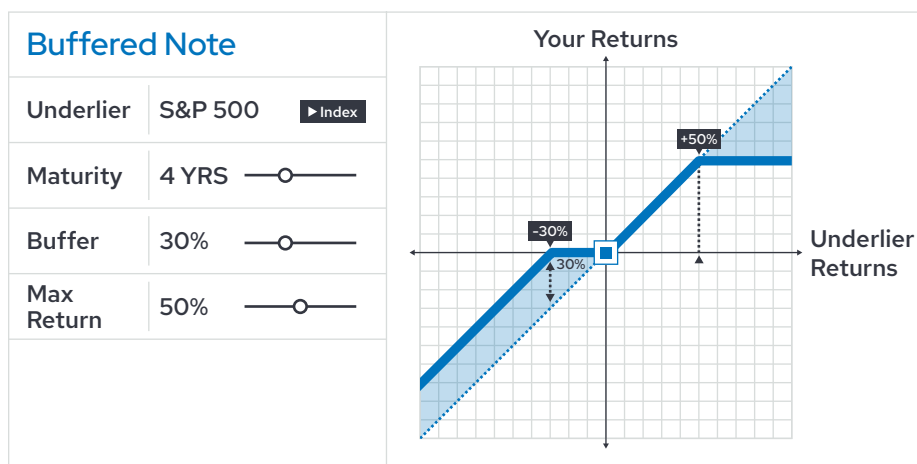 Buffered Note
Underlier
S&P 500
Index
Maturity
4 YRS
Buffer
30%
Max
Return
50%
Your Returns
+50%
-30%
30%
Underlier
Returns